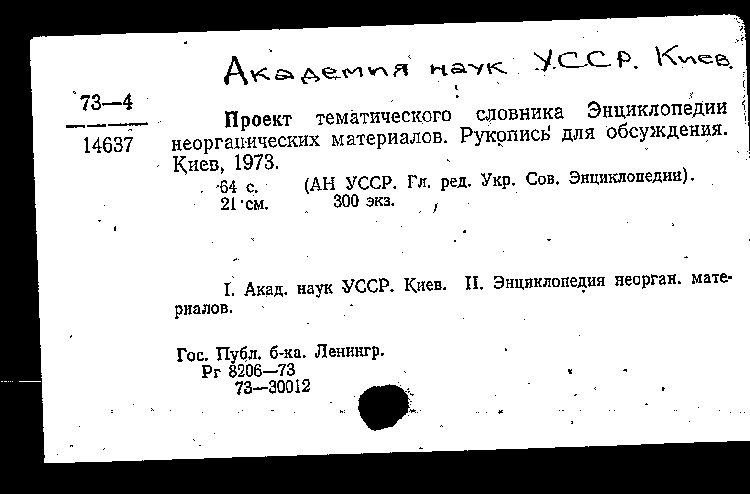 Академия наук УССР. Киев.
73—4
14637
Проект тематического словника Энциклопедии
неорганических материалов. Рукопись для обсуждения.
Киев, 1973.
64 с. (АН УССР. Гл. ред. Укр. Сов. Энциклопедии).
21 см. 300 экз.
I. Акад. наук УССР. Киев. II. Энциклопедия неорган. мате-
риалов.
Гос. Публ. б-ка. Ленингр.
Рг 8206—73
73—30012